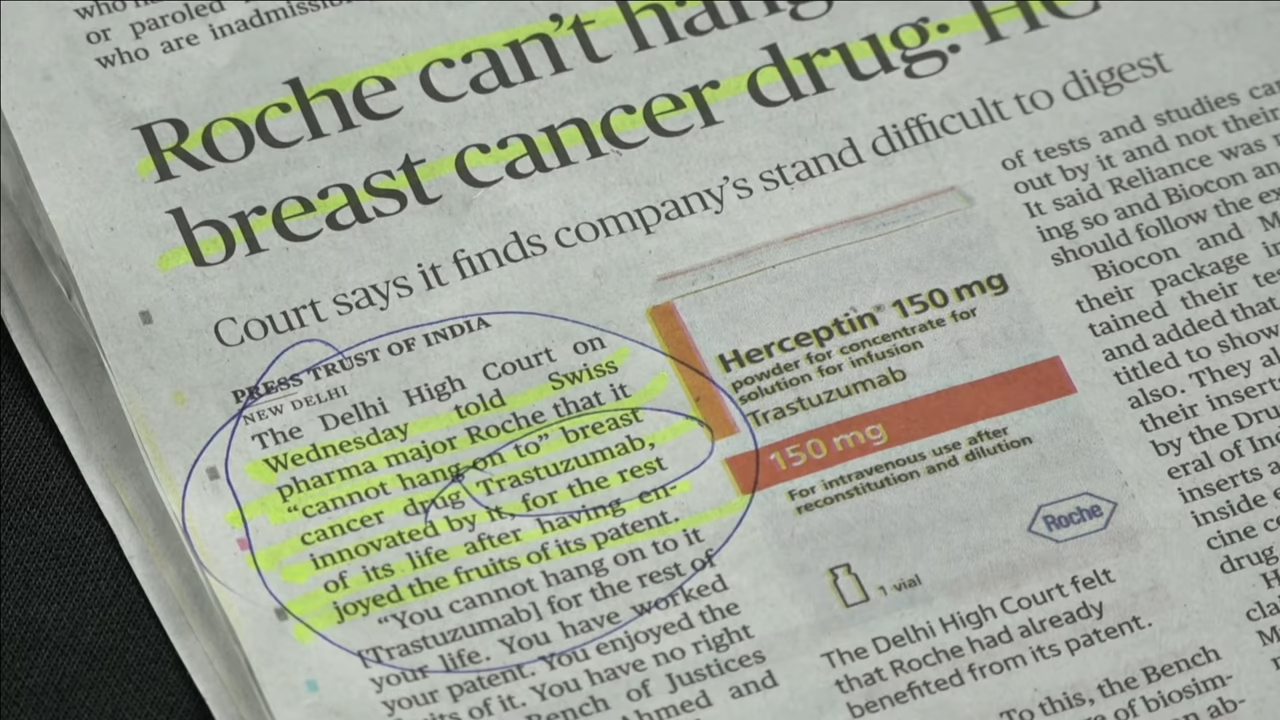 who
or paroled
who are inadmissi
Roche can't hang
breast cancer drug: HC
Court says it finds company's stand difficult to digest
PRESS TRUST OF INDIA
NEW DELHI
The Delhi High Court on
Wednesday told Swiss
pharma major Roche that it
“cannot hang on to” breast
cancer drug Trastuzumab,
innovated by it, for the rest
of its life after having en-
joyed the fruits of its patent.
“You cannot hang on to it
[Trastuzumab] for the rest of
your life. You have worked
your patent. You enjoyed the
of it. You have no right
Bench of Justices
Ahmed and
Herceptin® 150 mg
powder for concentrate for
solution for infusion
Trastuzumab
150 mg
For intravenous use after
reconstitution and dilution
Roche
1 vial
The Delhi High Court felt
that Roche had already
benefited from its patent.
To this, the Bench
of biosim-
ab-
of tests and studies
out by it and not their
It said Reliance was
ing so and Biocon
should follow the
Biocon and
their package
tained their
and added that
titled to show
also. They
their insert
by the
eral of
inserts
inside
cine
drug